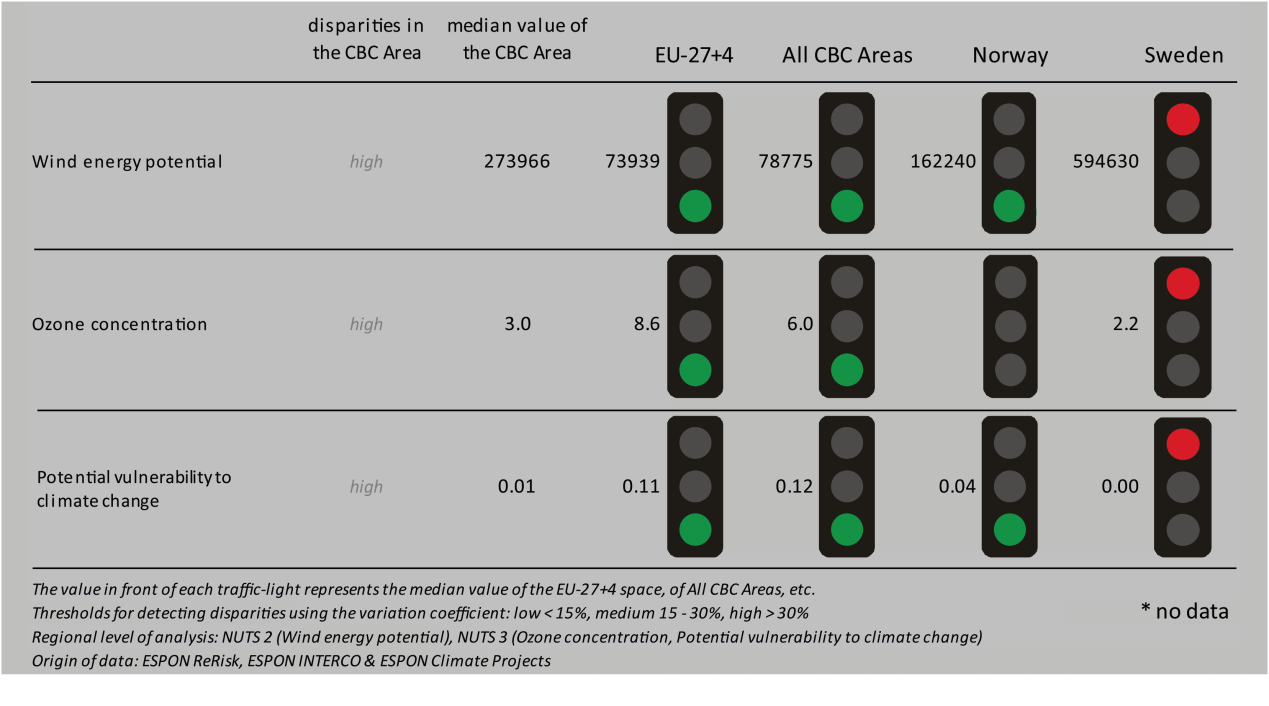 disparities in
the CBC Area
median value of
the CBC Area
EU-27+4
All CBC Areas
Norway
Sweden
Wind energy potential
high
273966
73939
78775
162240
594630
Ozone concentration
high
3.0
8.6
6.0
2.2
Potential vulnerability to
climate change
high
0.01
0.11
0.12
0.04
0.00
The value in front of each traffic-light represents the median value of the EU-27+4 space, of All CBC Areas, etc.
Thresholds for detecting disparities using the variation coefficient: low < 15%, medium 15 - 30%, high > 30%
* no data
Regional level of analysis: NUTS 2 (Wind energy potential), NUTS 3 (Ozone concentration, Potential vulnerability to climate change)
Origin of data: ESPON ReRisk, ESPON INTERCO & ESPON Climate Projects